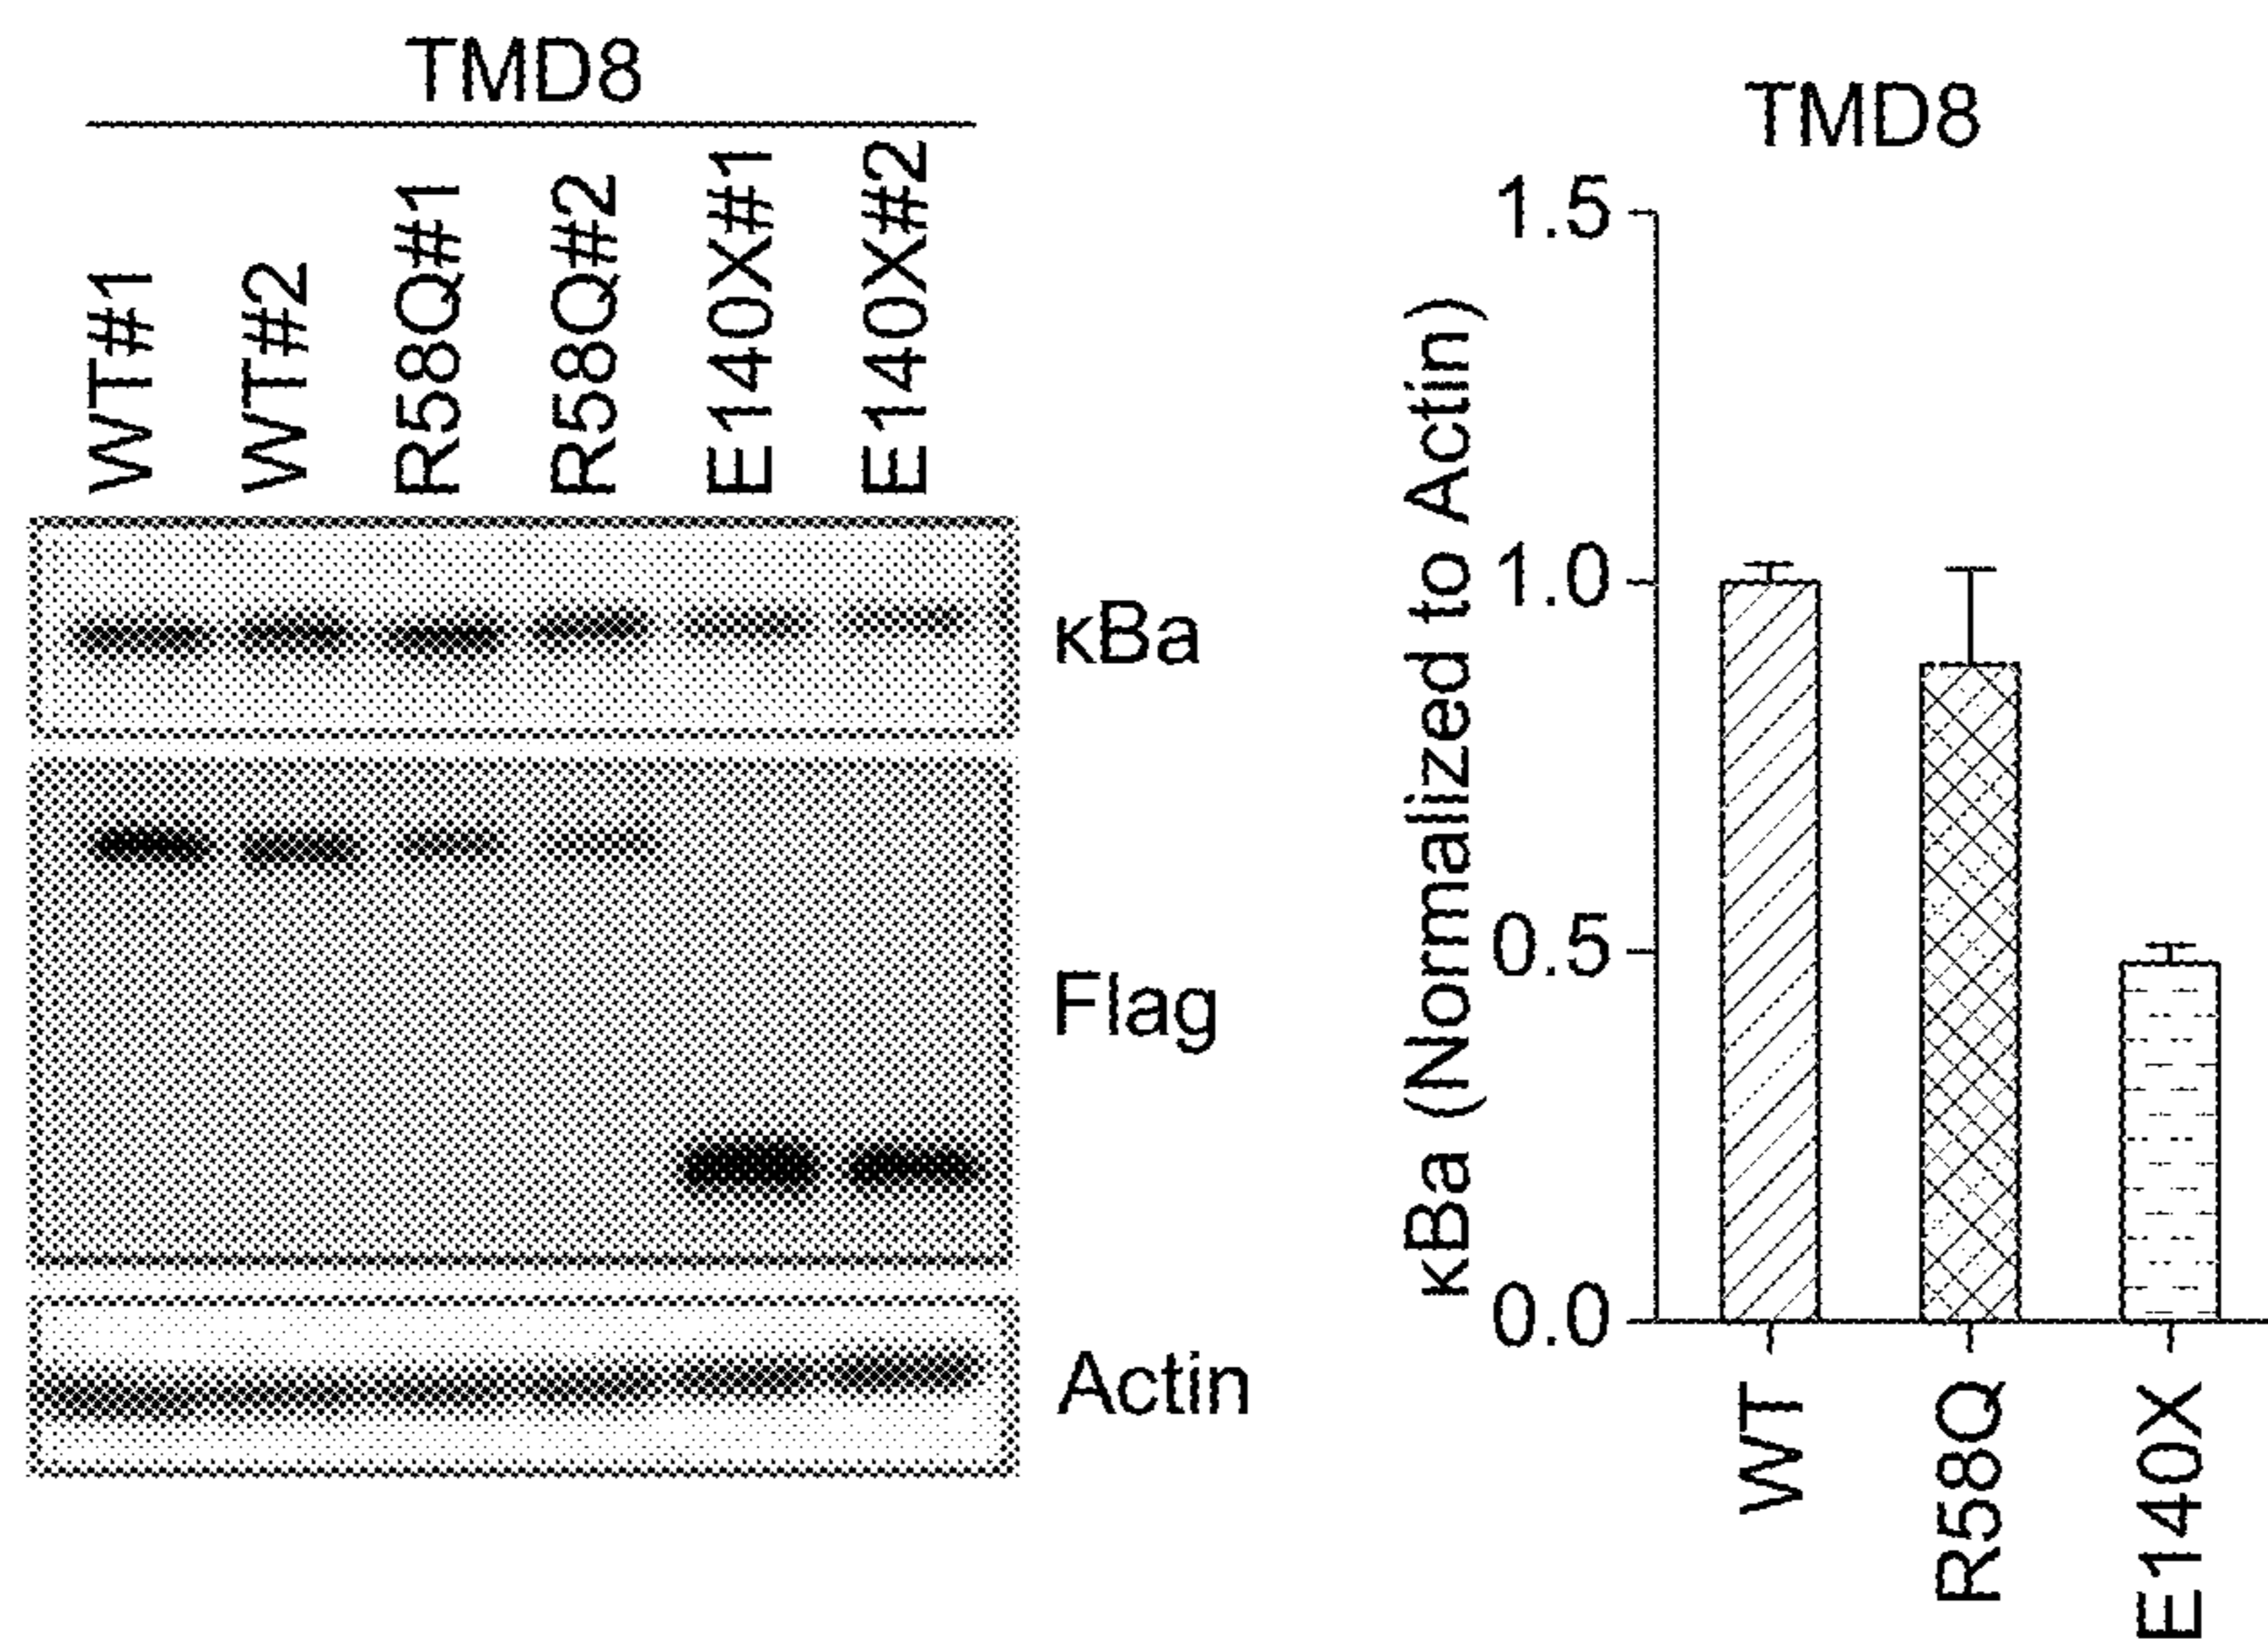 TMD8
WT#1
WT#2
R58Q#1
R58Q#2
E140X#1
E140X#2
κBa
Flag
Actin
TMD8
κBa (Normalized to Actin)
1.5
1.0
0.5
0.0
WT
R58Q
E140X